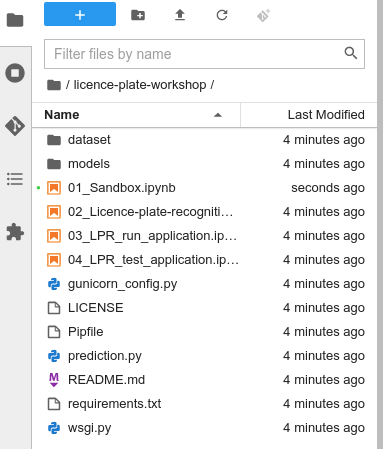 Filter files by name
/ licence-plate-workshop /
Name Last Modified
dataset 4 minutes ago
models 4 minutes ago
01_Sandbox.ipynb seconds ago
02_Licence-plate-recogniti... 4 minutes ago
03_LPR_run_application.ip... 4 minutes ago
04_LPR_test_application.ip... 4 minutes ago
gunicorn_config.py 4 minutes ago
LICENSE 4 minutes ago
Pipfile 4 minutes ago
prediction.py 4 minutes ago
M README.md 4 minutes ago
requirements.txt 4 minutes ago
wsgi.py 4 minutes ago